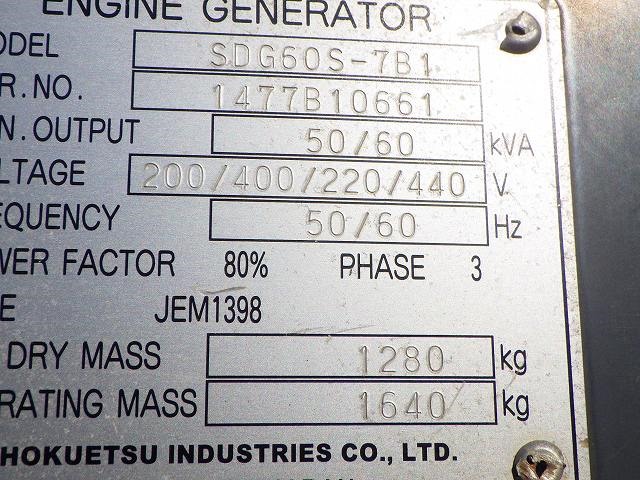 ENGINE GENERATOR
ODEL SDG60S-7B1
R.NO. 1477B10661
N.OUTPUT 50/60 kVA
LTAGE 200/400/220/440 V.
EQUENCY 50/60 Hz
WER FACTOR 80% PHASE 3
E JEM1398
DRY MASS 1280 kg
RATING MASS 1640 kg
HOKUETSU INDUSTRIES CO., LTD.